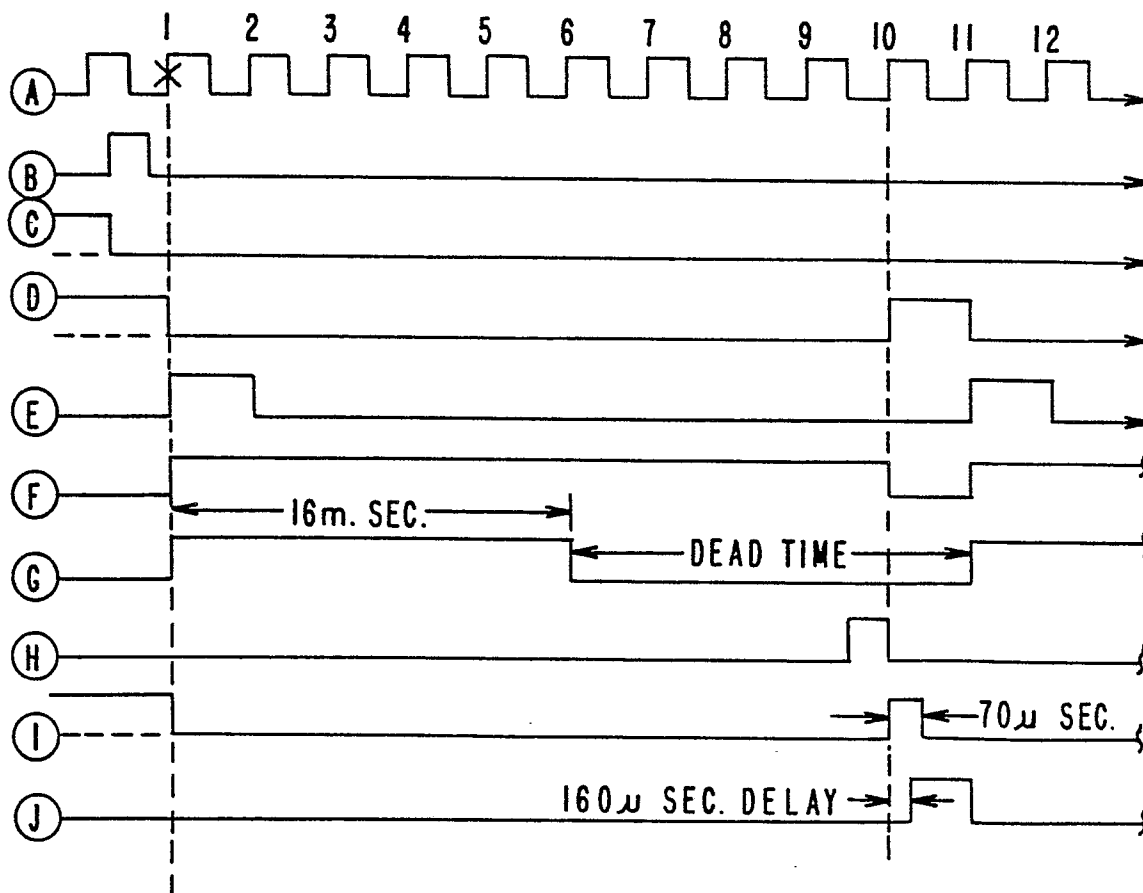 1 2 3 4 5 6 7 8 9 10 11 12
A
B
C
D
E
F
16m. SEC.
DEAD TIME
G
H
I
70μ SEC.
160μ SEC. DELAY
J